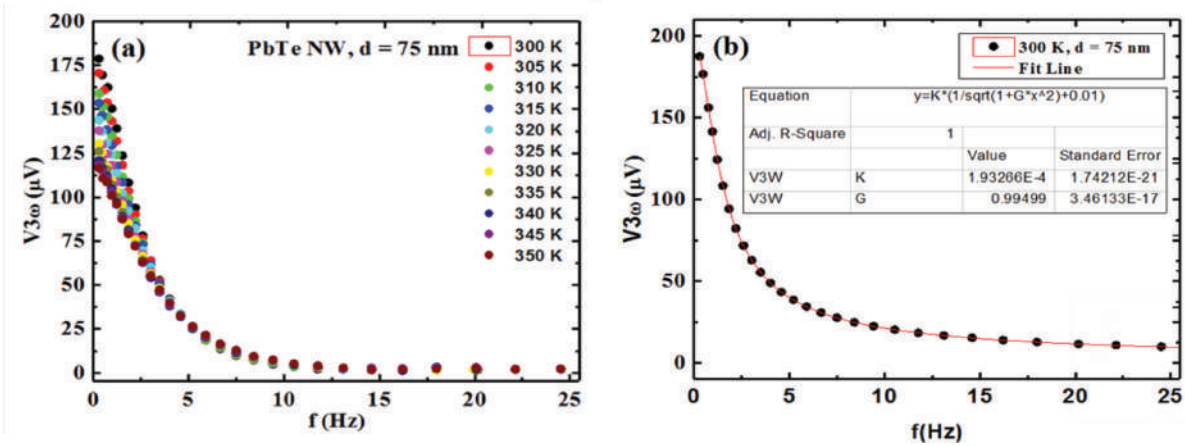 (a)
PbTe NW, d = 75 nm
300 K
305 K
310 K
315 K
320 K
325 K
330 K
335 K
340 K
345 K
350 K
V3ω (μV)
200
175
150
125
100
75
50
25
0
0 5 10 15 20 25
f (Hz)
(b)
300 K, d = 75 nm
Fit Line
Equation y=K*(1/sqrt(1+G*x^2)+0.01)
Adj. R-Square 1
Value Standard Error
V3W K 1.93266E-4 1.74212E-21
V3W G 0.99499 3.46133E-17
V3ω (μV)
200
150
100
50
0
0 5 10 15 20 25
f(Hz)